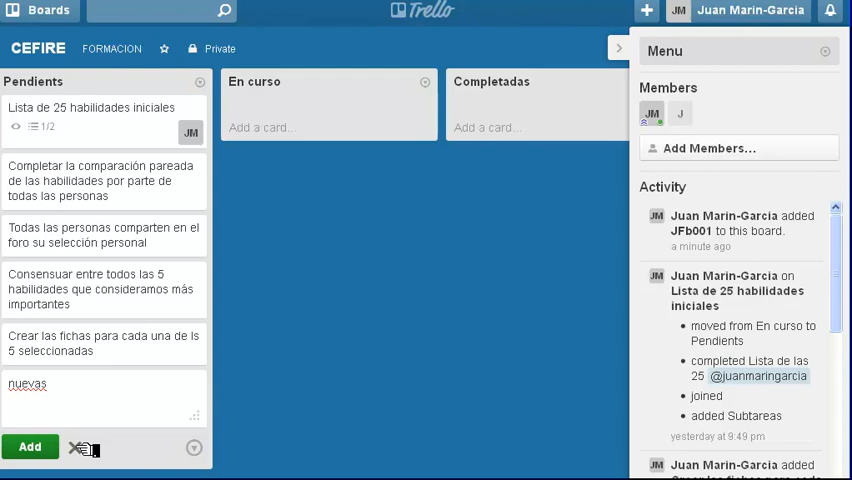 Boards
Trello
JM Juan Marin-Garcia
CEFIRE FORMACION Private
Pendients
Lista de 25 habilidades iniciales
1/2
JM
Completar la comparación pareada
de las habilidades por parte de
todas las personas
Todas las personas comparten en el
foro su selección personal
Consensuar entre todos las 5
habilidades que consideramos más
importantes
Crear las fichas para cada una de ls
5 seleccionadas
nuevas
Add
En curso
Add a card...
Completadas
Add a card...
Menu
Members
JM J
Add Members...
Activity
JM Juan Marin-Garcia added
JFb001 to this board.
a minute ago
JM Juan Marin-Garcia on
Lista de 25 habilidades
iniciales
moved from En curso to
Pendients
completed Lista de las
25 @juanmaringarcia
joined
added Subtareas
yesterday at 9:49 pm
JM Juan Marin-Garcia added